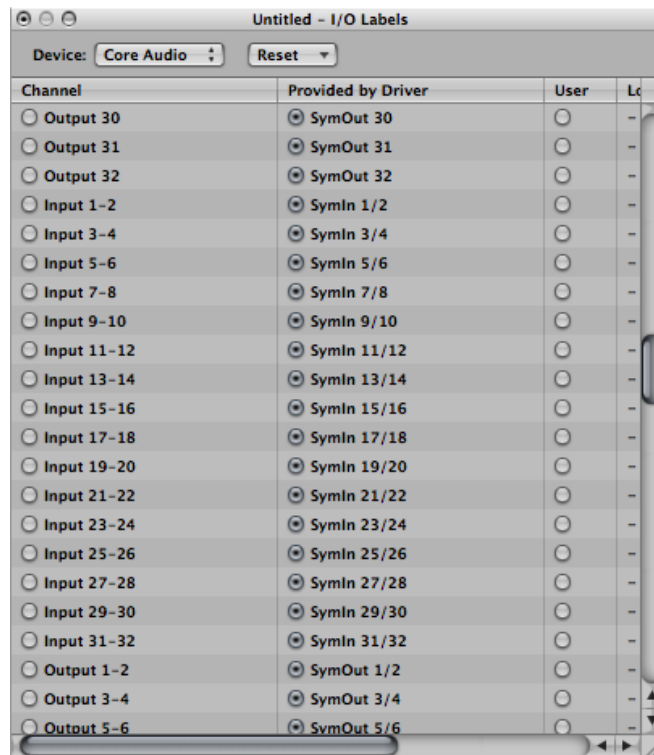 Untitled – I/O Labels
Device: Core Audio Reset
Channel Provided by Driver User Lo
Output 30 SymOut 30 –
Output 31 SymOut 31 –
Output 32 SymOut 32 –
Input 1–2 SymIn 1/2 –
Input 3–4 SymIn 3/4 –
Input 5–6 SymIn 5/6 –
Input 7–8 SymIn 7/8 –
Input 9–10 SymIn 9/10 –
Input 11–12 SymIn 11/12 –
Input 13–14 SymIn 13/14 –
Input 15–16 SymIn 15/16 –
Input 17–18 SymIn 17/18 –
Input 19–20 SymIn 19/20 –
Input 21–22 SymIn 21/22 –
Input 23–24 SymIn 23/24 –
Input 25–26 SymIn 25/26 –
Input 27–28 SymIn 27/28 –
Input 29–30 SymIn 29/30 –
Input 31–32 SymIn 31/32 –
Output 1–2 SymOut 1/2 –
Output 3–4 SymOut 3/4 –
Output 5–6 SymOut 5/6 –